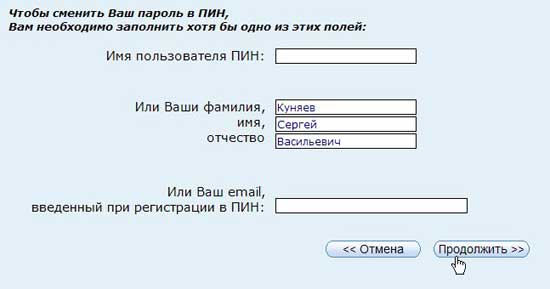 Чтобы сменить Ваш пароль в ПИН,
Вам необходимо заполнить хотя бы одно из этих полей:
Имя пользователя ПИН:
Или Ваши фамилия, Куняев
имя, Сергей
отчество Васильевич
Или Ваш email,
введенный при регистрации в ПИН:
<< Отмена Продолжить >>